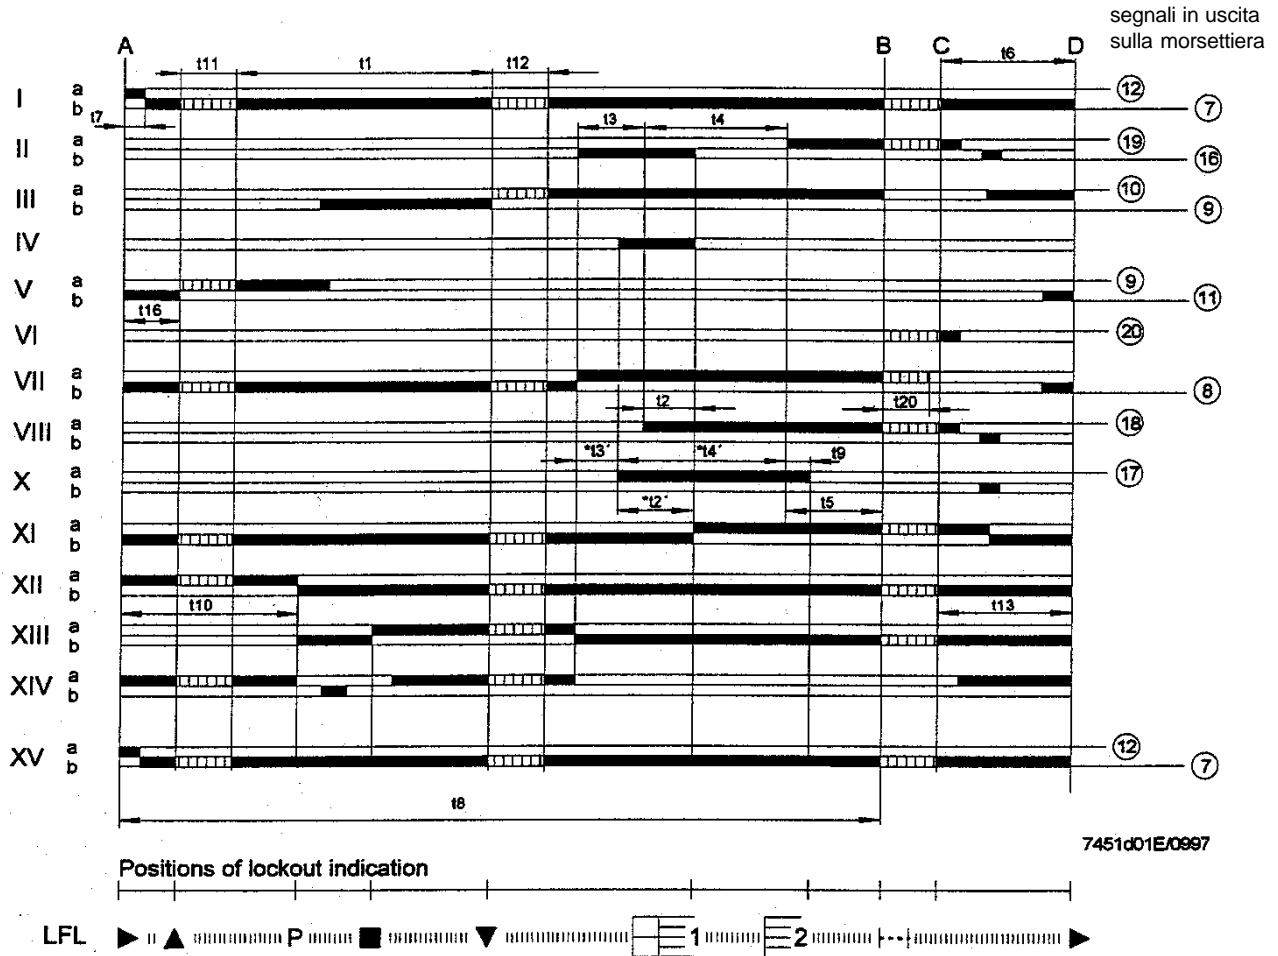 segnali in uscita
sulla morsettiera
A B C D
t11 t1 t12 t6
I a b 12 7
t7 t3 t4
II a b 19 16
III a b 10 9
IV
V a b 9 11
t16
VI 20
VII a b 8
t2 t20
VIII a b 18
"t3´ "t4´ t9
X a b 17
"t2´ t5
XI a b
XII a b
t10 t13
XIII a b
XIV a b
XV a b 12 7
t8
7451d01E/0997
Positions of lockout indication
LFL P 1 2